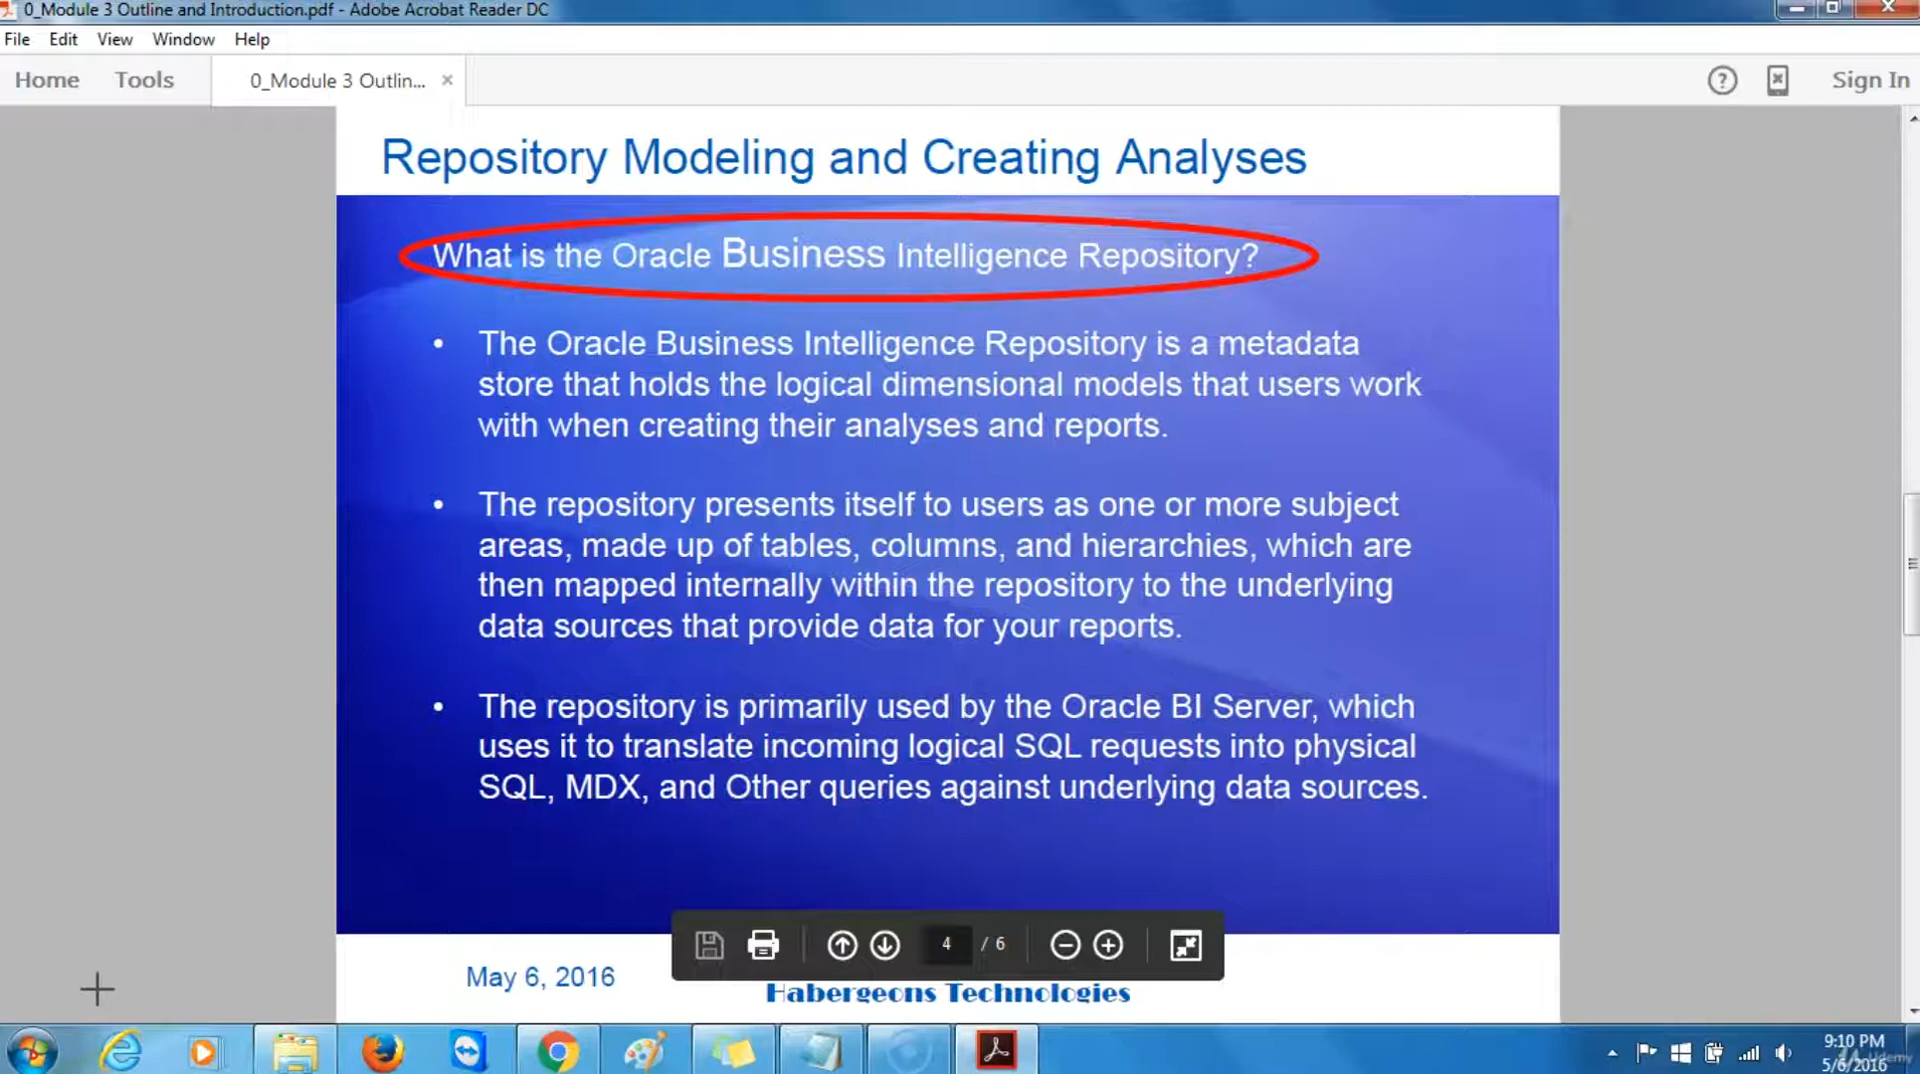 0_Module 3 Outline and Introduction.pdf - Adobe Acrobat Reader DC
File Edit View Window Help
Home Tools 0_Module 3 Outlin... × Sign In
Repository Modeling and Creating Analyses
What is the Oracle Business Intelligence Repository?
• The Oracle Business Intelligence Repository is a metadata
store that holds the logical dimensional models that users work
with when creating their analyses and reports.
• The repository presents itself to users as one or more subject
areas, made up of tables, columns, and hierarchies, which are
then mapped internally within the repository to the underlying
data sources that provide data for your reports.
• The repository is primarily used by the Oracle BI Server, which
uses it to translate incoming logical SQL requests into physical
SQL, MDX, and Other queries against underlying data sources.
4 / 6
May 6, 2016
Habergeons Technologies
9:10 PM
5/6/2016
Udemy